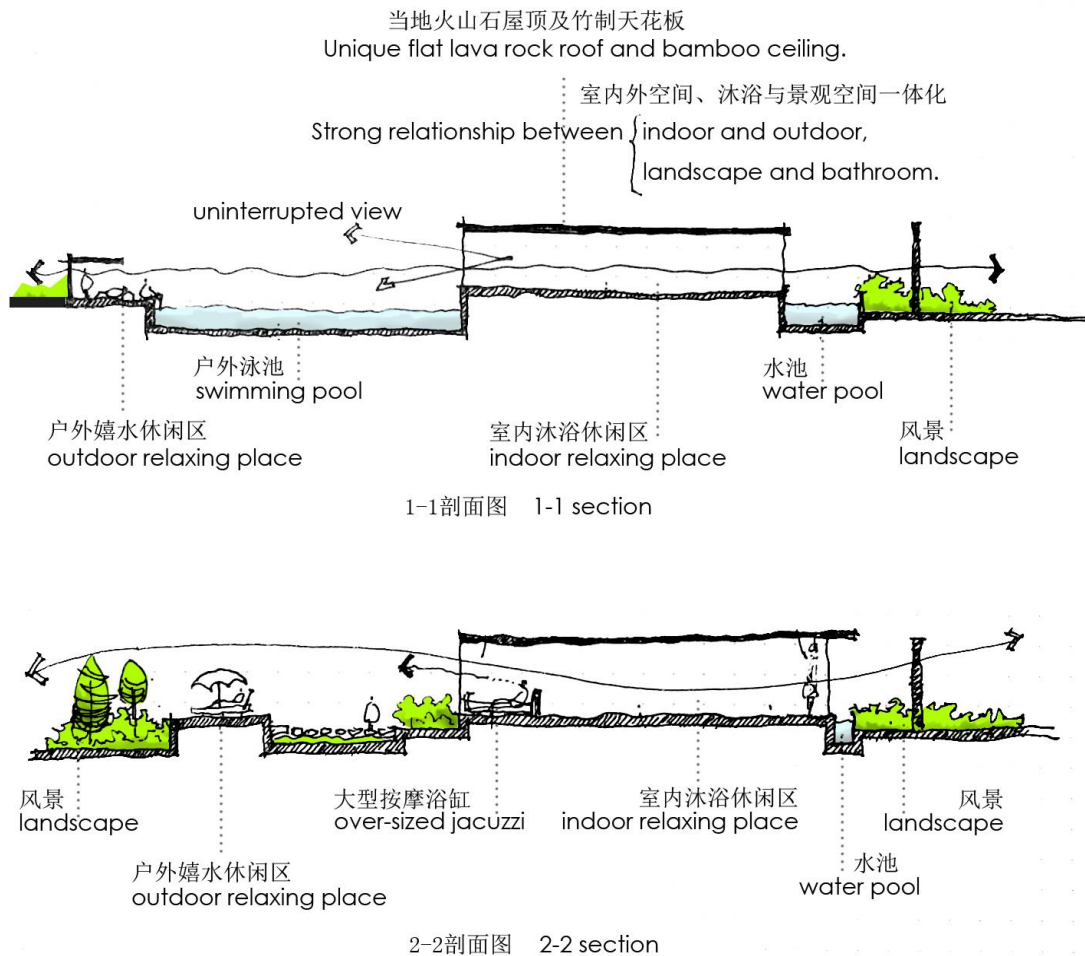 当地火山石屋顶及竹制天花板
Unique flat lava rock roof and bamboo ceiling.
室内外空间、沐浴与景观空间一体化
Strong relationship between { indoor and outdoor,
landscape and bathroom.
uninterrupted view
户外泳池
swimming pool
水池
water pool
户外嬉水休闲区
outdoor relaxing place
室内沐浴休闲区
indoor relaxing place
风景
landscape
1-1剖面图 1-1 section
风景
landscape
大型按摩浴缸
over-sized jacuzzi
室内沐浴休闲区
indoor relaxing place
风景
landscape
户外嬉水休闲区
outdoor relaxing place
水池
water pool
2-2剖面图 2-2 section